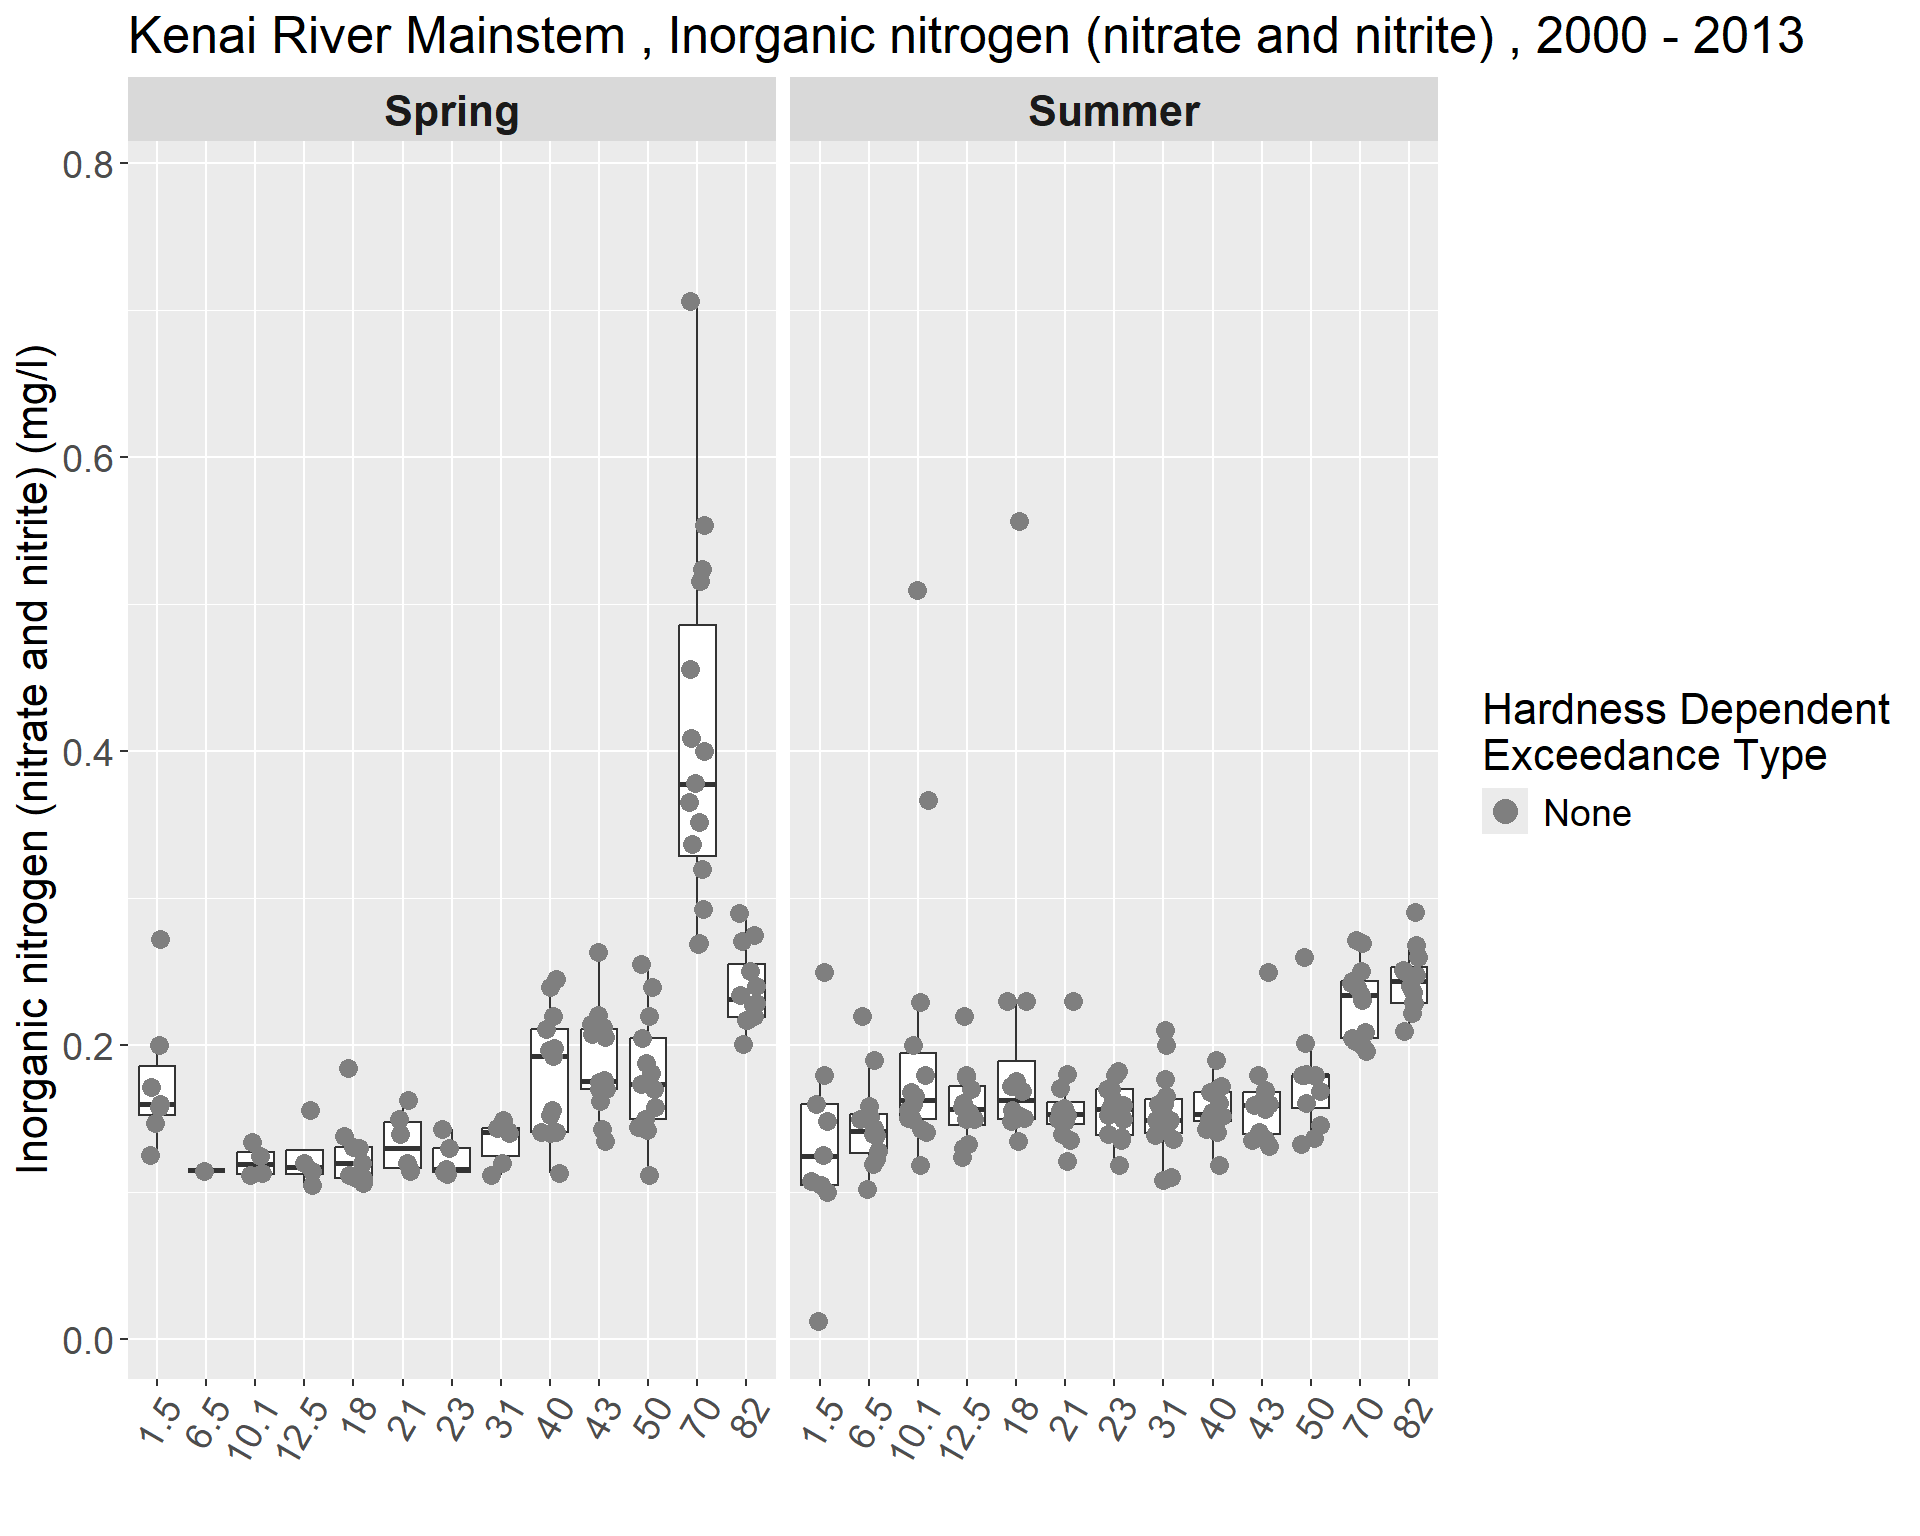 Kenai River Mainstem , Inorganic nitrogen (nitrate and nitrite) , 2000 - 2013
Spring
Summer
Inorganic nitrogen (nitrate and nitrite) (mg/l)
0.8
0.6
0.4
0.2
0.0
1.5 6.5 10.1 12.5 18 21 23 31 40 43 50 70 82
1.5 6.5 10.1 12.5 18 21 23 31 40 43 50 70 82
Hardness Dependent
Exceedance Type
None